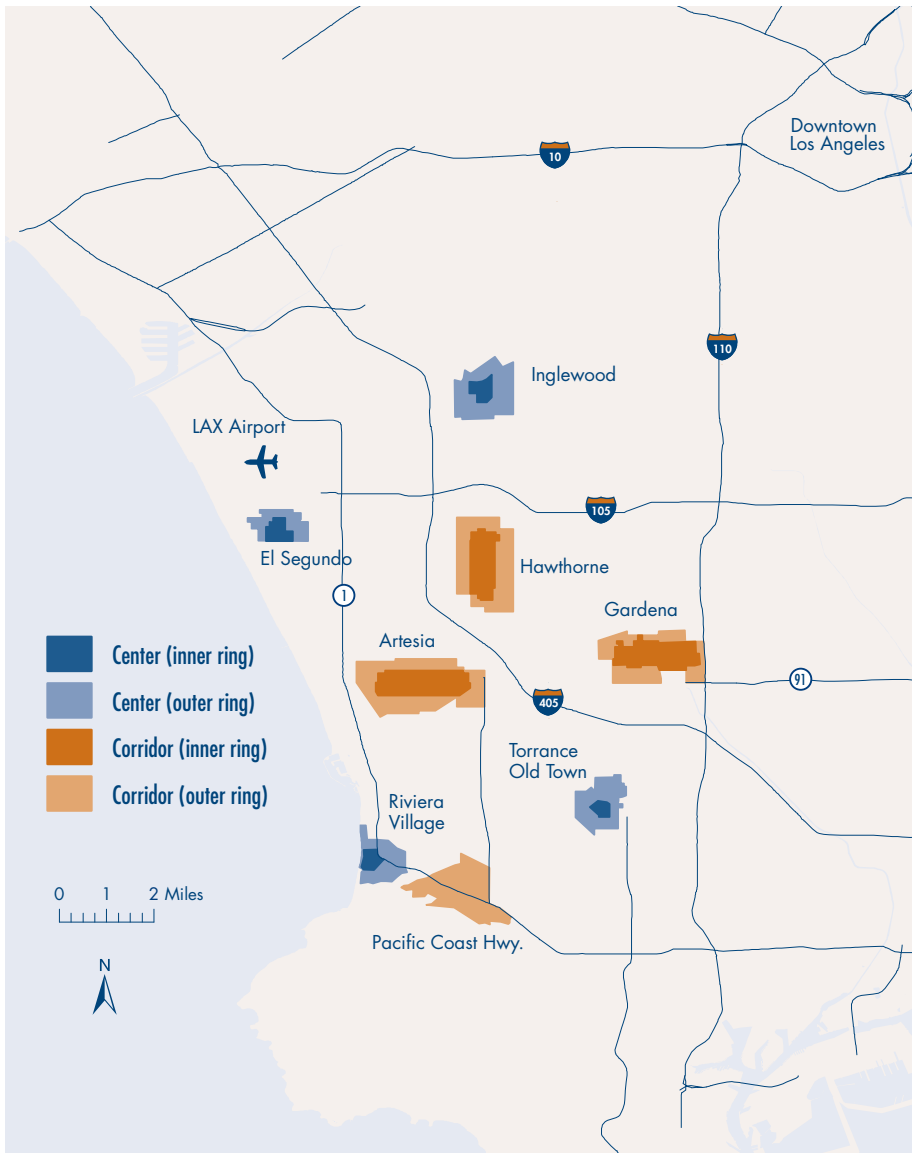 Downtown
Los Angeles
10
110
Inglewood
LAX Airport
105
El Segundo
Hawthorne
1
Gardena
Artesia
91
405
Center (inner ring)
Center (outer ring)
Corridor (inner ring)
Corridor (outer ring)
Torrance
Old Town
Riviera
Village
0 1 2 Miles
Pacific Coast Hwy.
N